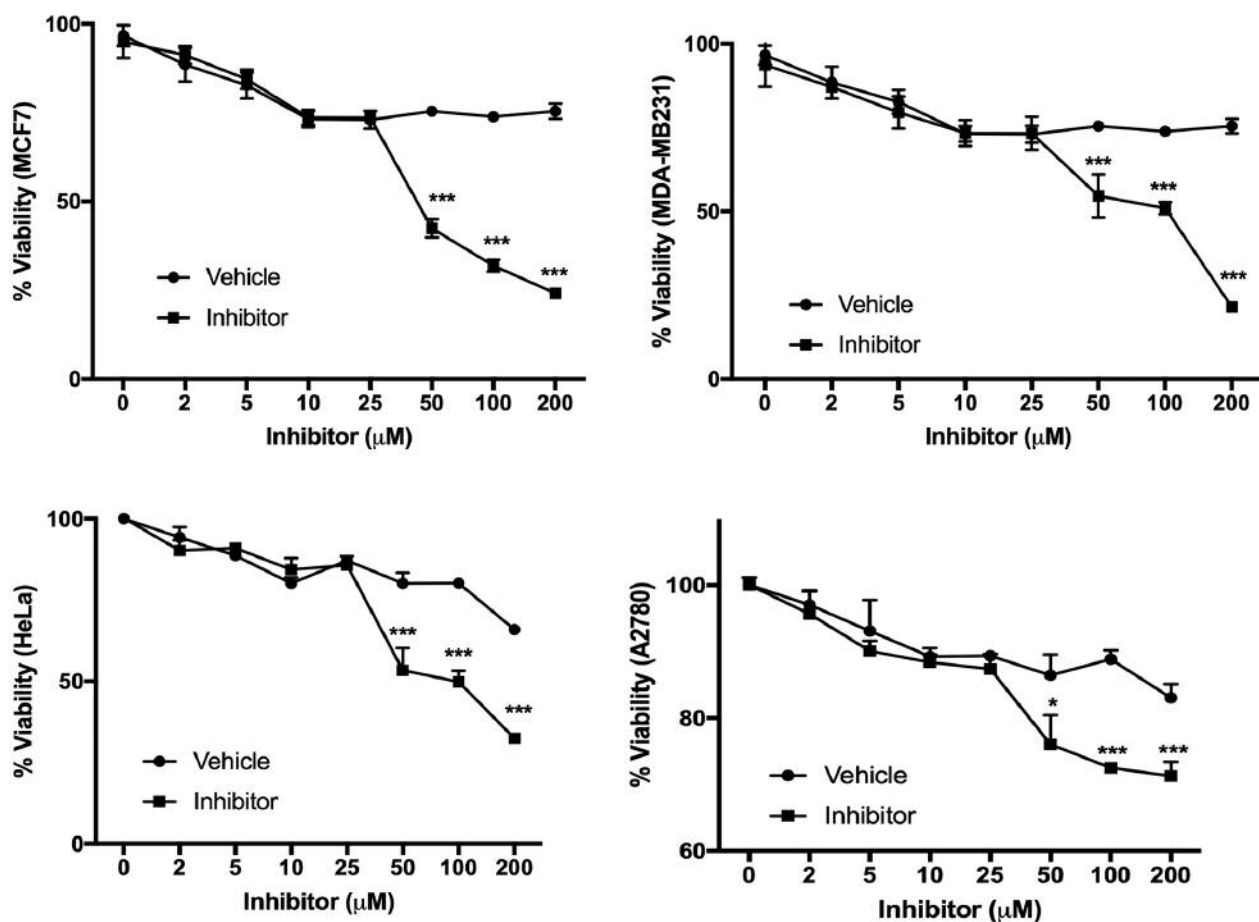 % Viability (MCF7)
100
50
0
***
***
***
Vehicle
Inhibitor
0 2 5 10 25 50 100 200
Inhibitor (μM)
% Viability (MDA-MB231)
100
50
0
***
***
***
Vehicle
Inhibitor
0 2 5 10 25 50 100 200
Inhibitor (μM)
% Viability (HeLa)
100
50
0
***
***
***
Vehicle
Inhibitor
0 2 5 10 25 50 100 200
Inhibitor (μM)
% Viability (A2780)
100
80
60
*
***
***
Vehicle
Inhibitor
0 2 5 10 25 50 100 200
Inhibitor (μM)